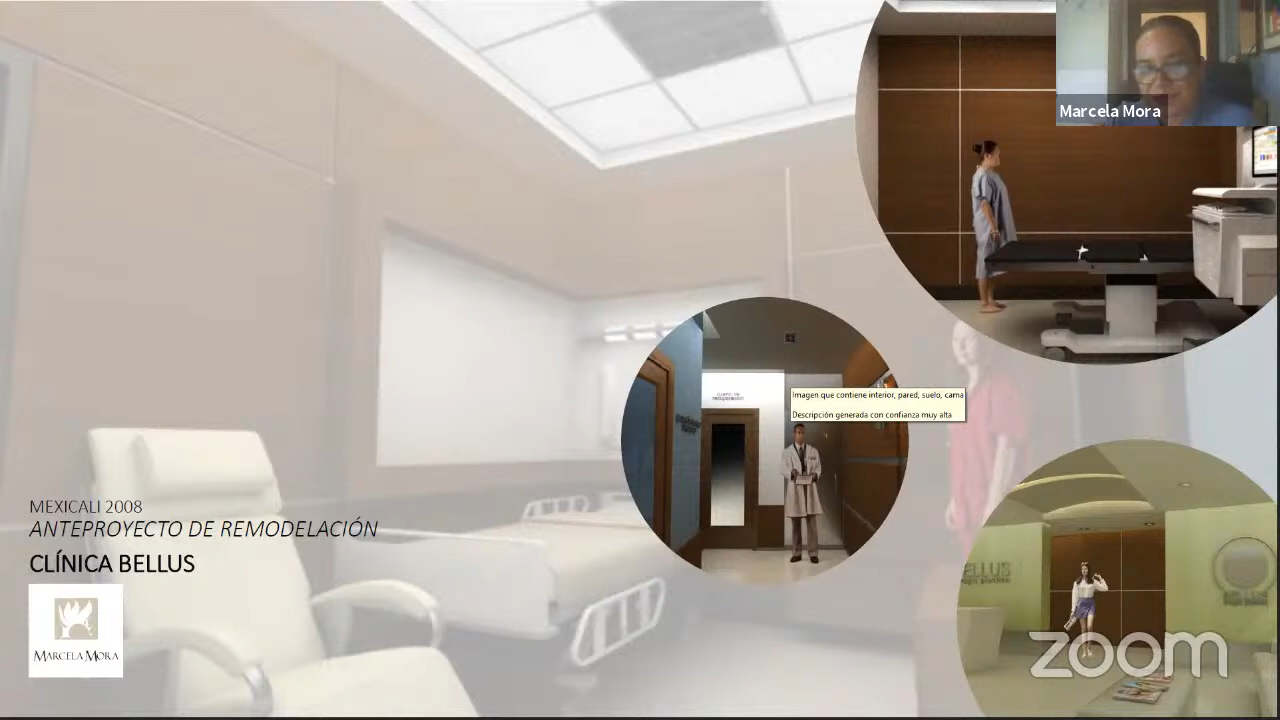 Marcela Mora
Imagen que contiene interior, pared, suelo, cama
Descripción generada con confianza muy alta
MEXICALI 2008
ANTEPROYECTO DE REMODELACIÓN
CLÍNICA BELLUS
MARCELA MORA
ELLUS
zoom